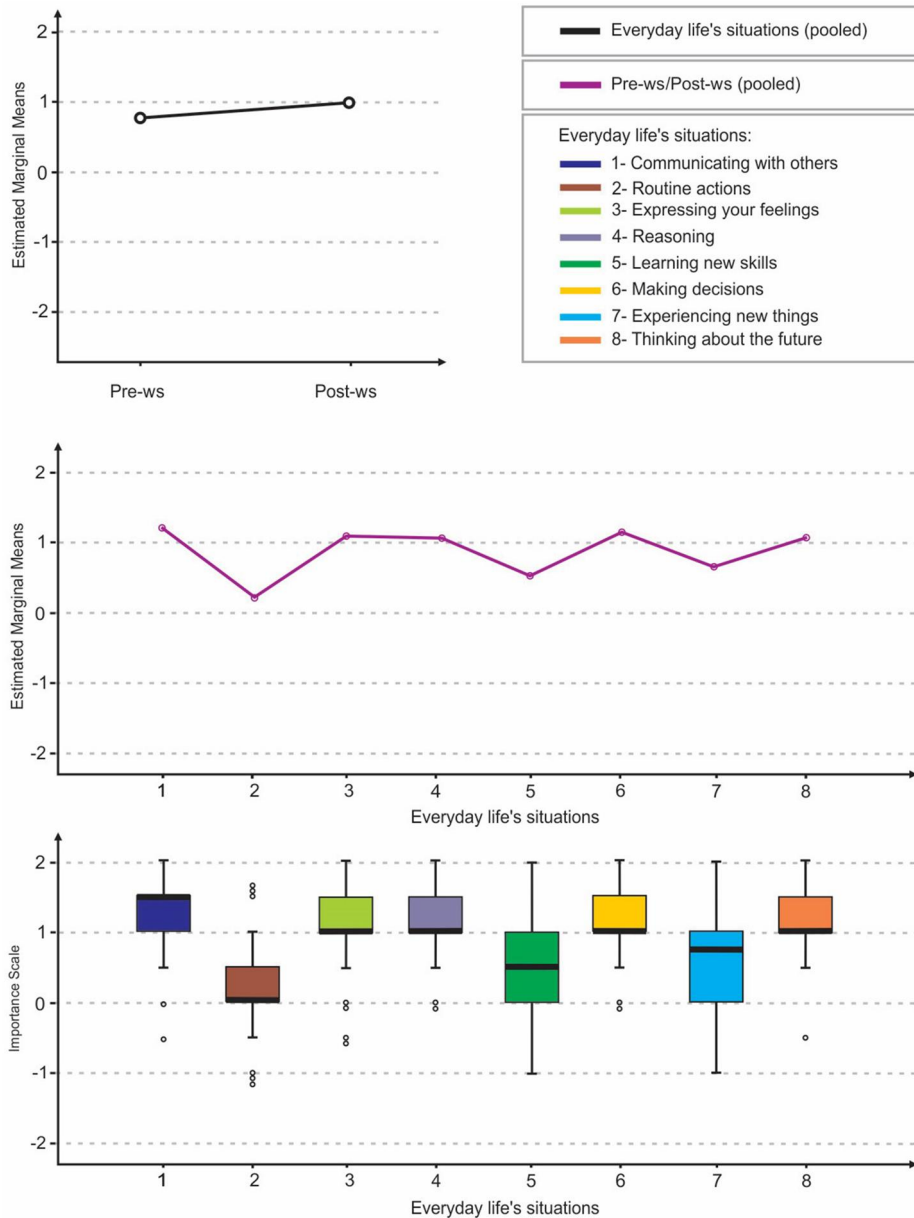 2
1
0
-1
-2
Estimated Marginal Means
Pre-ws
Post-ws
Everyday life's situations (pooled)
Pre-ws/Post-ws (pooled)
Everyday life's situations:
1- Communicating with others
2- Routine actions
3- Expressing your feelings
4- Reasoning
5- Learning new skills
6- Making decisions
7- Experiencing new things
8- Thinking about the future
2
1
0
-1
-2
Estimated Marginal Means
1 2 3 4 5 6 7 8
Everyday life's situations
2
1
0
-1
-2
Importance Scale
1 2 3 4 5 6 7 8
Everyday life's situations